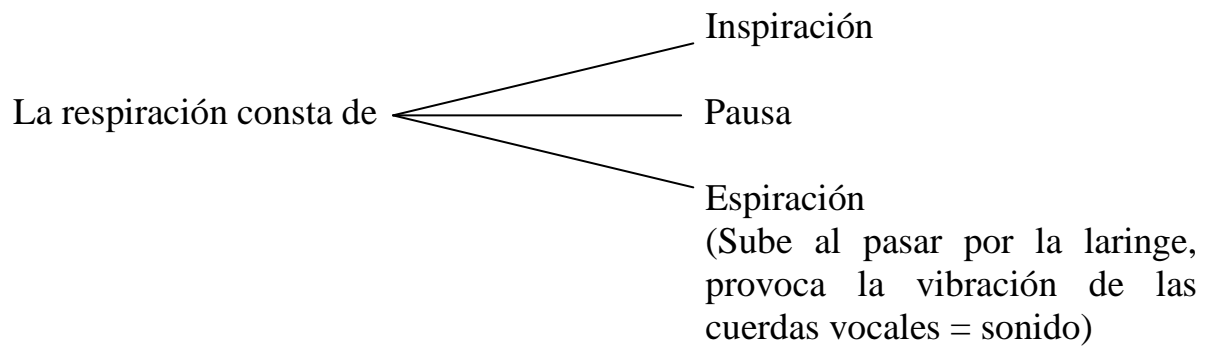 Inspiración
La respiración consta de
Pausa
Espiración
(Sube al pasar por la laringe,
provoca la vibración de las
cuerdas vocales = sonido)